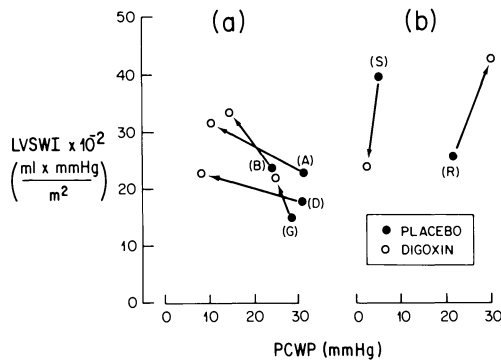 (a) (b)
50
40
30
20
10
0
LVSWI x 10⁻²
(ml x mmHg
m²)
(S)
(R)
(B) (A)
(D)
(G)
● PLACEBO
○ DIGOXIN
0 10 20 30 0 10 20 30
PCWP (mmHg)